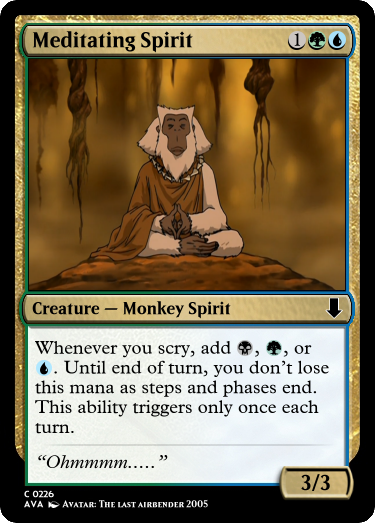 Meditating Spirit 1
Creature — Monkey Spirit
Whenever you scry, add , , or
. Until end of turn, you don't lose
this mana as steps and phases end.
This ability triggers only once each
turn.
“Ohmmmm.....”
3/3
C 0226
AVA Avatar: The last airbender 2005